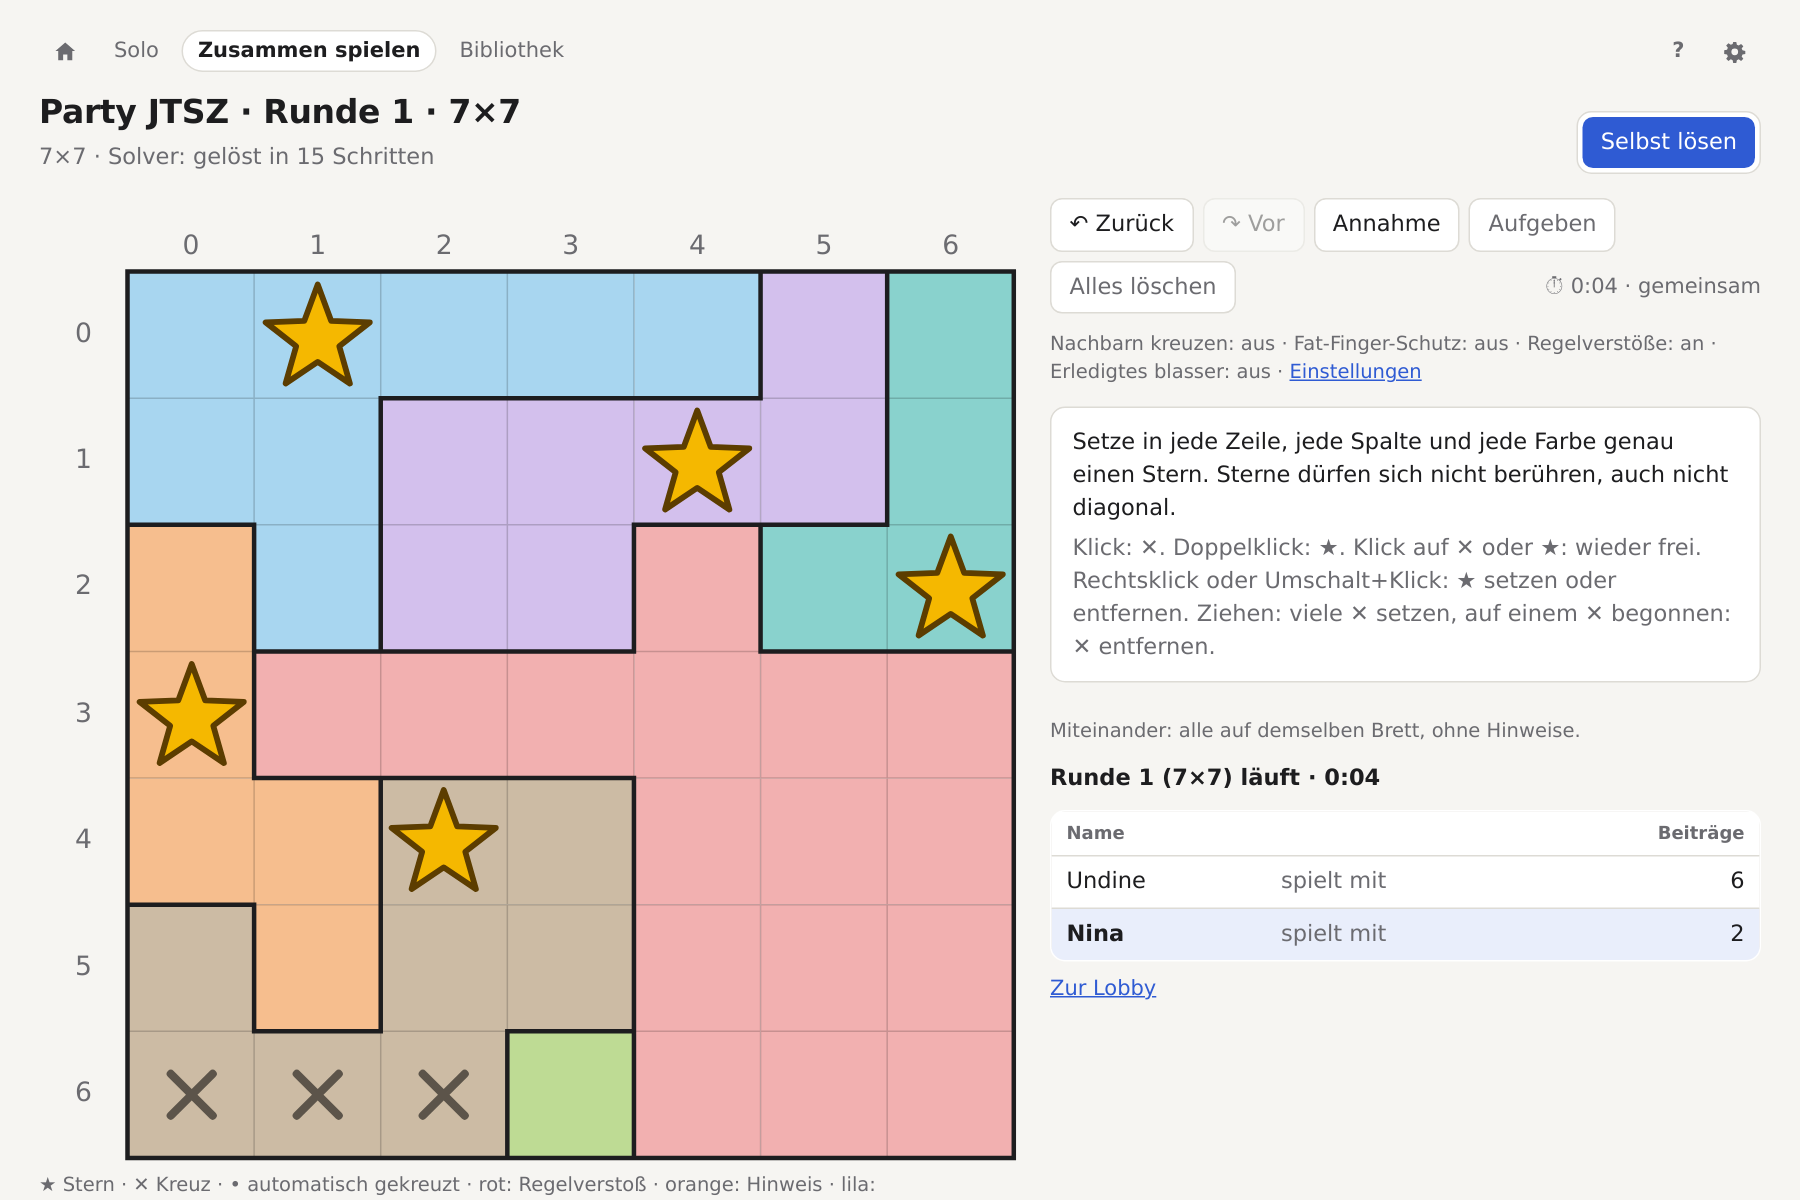 Solo
Zusammen spielen
Bibliothek
?
Party JTSZ · Runde 1 · 7×7
7×7 · Solver: gelöst in 15 Schritten
Selbst lösen
↶ Zurück
↷ Vor
Annahme
Aufgeben
Alles löschen
⏱ 0:04 · gemeinsam
Nachbarn kreuzen: aus · Fat-Finger-Schutz: aus · Regelverstöße: an ·
Erledigtes blasser: aus · Einstellungen
Setze in jede Zeile, jede Spalte und jede Farbe genau
einen Stern. Sterne dürfen sich nicht berühren, auch nicht
diagonal.
Klick: ✕. Doppelklick: ★. Klick auf ✕ oder ★: wieder frei.
Rechtsklick oder Umschalt+Klick: ★ setzen oder
entfernen. Ziehen: viele ✕ setzen, auf einem ✕ begonnen:
✕ entfernen.
Miteinander: alle auf demselben Brett, ohne Hinweise.
Runde 1 (7×7) läuft · 0:04
Name Beiträge
Undine spielt mit 6
Nina spielt mit 2
Zur Lobby
0 1 2 3 4 5 6
0
1
2
3
4
5
6
★ Stern · ✕ Kreuz · • automatisch gekreuzt · rot: Regelverstoß · orange: Hinweis · lila: